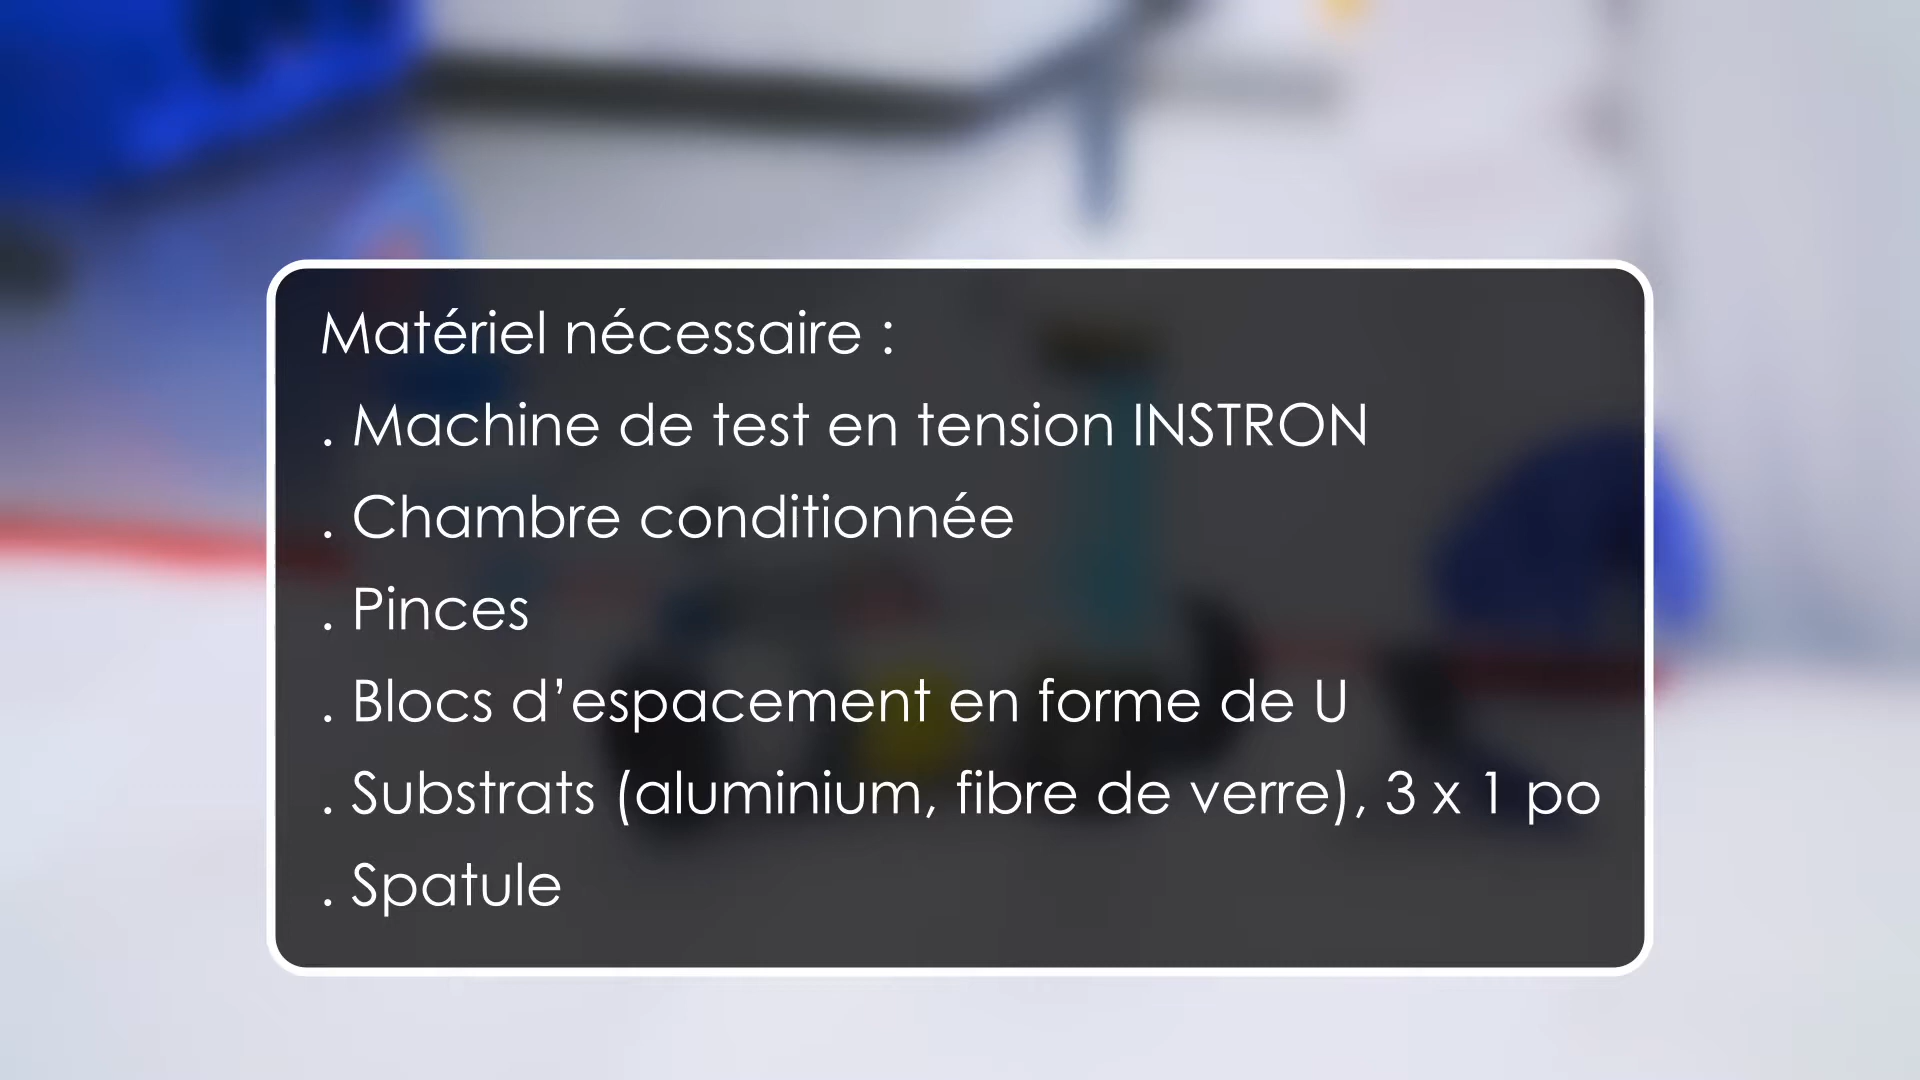 Matériel nécessaire :
. Machine de test en tension INSTRON
. Chambre conditionnée
. Pinces
. Blocs d’espacement en forme de U
. Substrats (aluminium, fibre de verre), 3 x 1 po
. Spatule